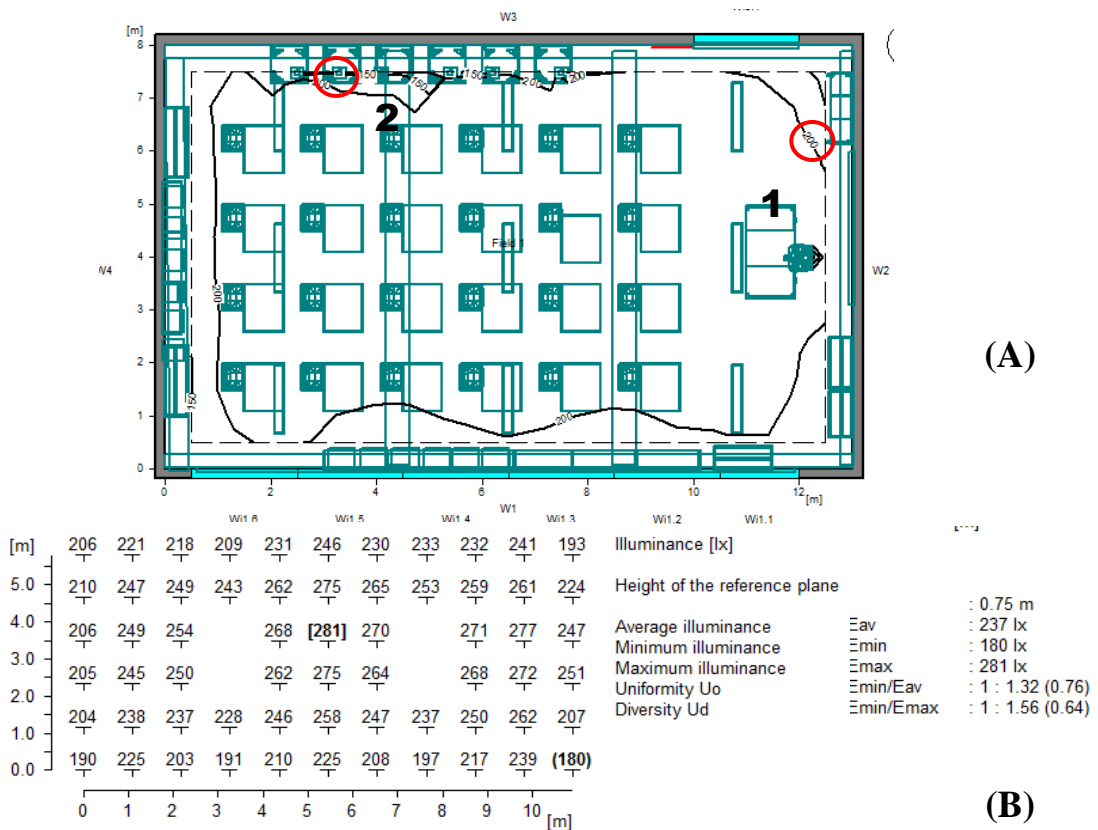 W3
[m]
8
150
150
150
200
200
200
7
2
6
200
1
5
Field 1
W4
4
W2
200
3
2
(A)
150
1
200
200
0
0
2
4
6
8
10
12
[m]
W1
Wi1.6
Wi1.5
Wi1.4
Wi1.3
Wi1.2
Wi1.1
[m] 206 221 218 209 231 246 230 233 232 241 193 Illuminance [lx]
5.0 210 247 249 243 262 275 265 253 259 261 224 Height of the reference plane
: 0.75 m
4.0 206 249 254 268 [281] 270 271 277 247 Average illuminance Eav : 237 lx
Minimum illuminance Emin : 180 lx
3.0 205 245 250 262 275 264 268 272 251 Maximum illuminance Emax : 281 lx
2.0 Uniformity Uo Emin/Eav : 1 : 1.32 (0.76)
204 238 237 228 246 258 247 237 250 262 207 Diversity Ud Emin/Emax : 1 : 1.56 (0.64)
1.0
0.0 190 225 203 191 210 225 208 197 217 239 (180)
0 1 2 3 4 5 6 7 8 9 10 [m]
(B)